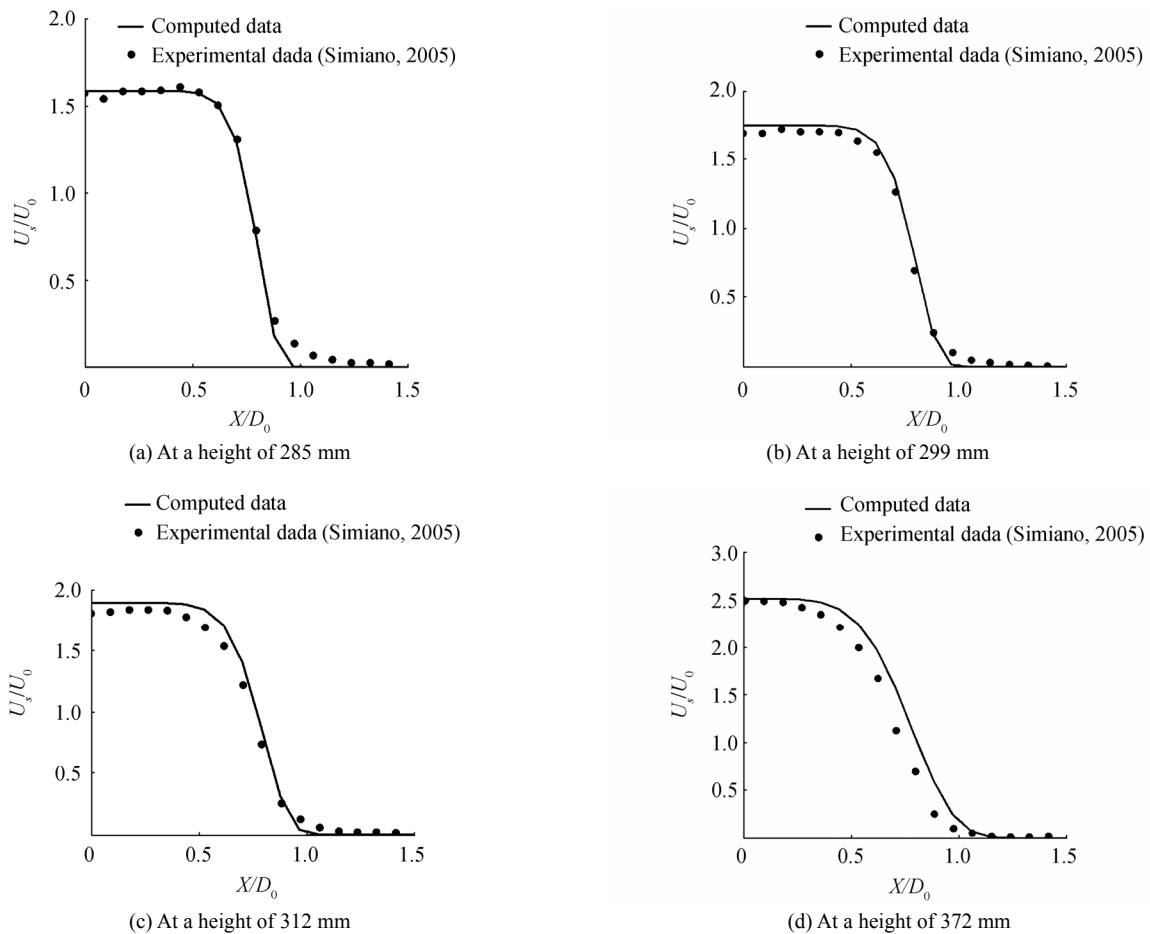 Computed data
Experimental dada (Simiano, 2005)
2.0
1.5
1.0
0.5
0
0.5
1.0
1.5
U_s/U_0
X/D_0
(a) At a height of 285 mm
Computed data
Experimental dada (Simiano, 2005)
2.0
1.5
1.0
0.5
0
0.5
1.0
1.5
U_s/U_0
X/D_0
(b) At a height of 299 mm
Computed data
Experimental dada (Simiano, 2005)
2.0
1.5
1.0
0.5
0
0.5
1.0
1.5
U_s/U_0
X/D_0
(c) At a height of 312 mm
Computed data
Experimental dada (Simiano, 2005)
3.0
2.5
2.0
1.5
1.0
0.5
0
0
0.5
1.0
1.5
U_s/U_0
X/D_0
(d) At a height of 372 mm